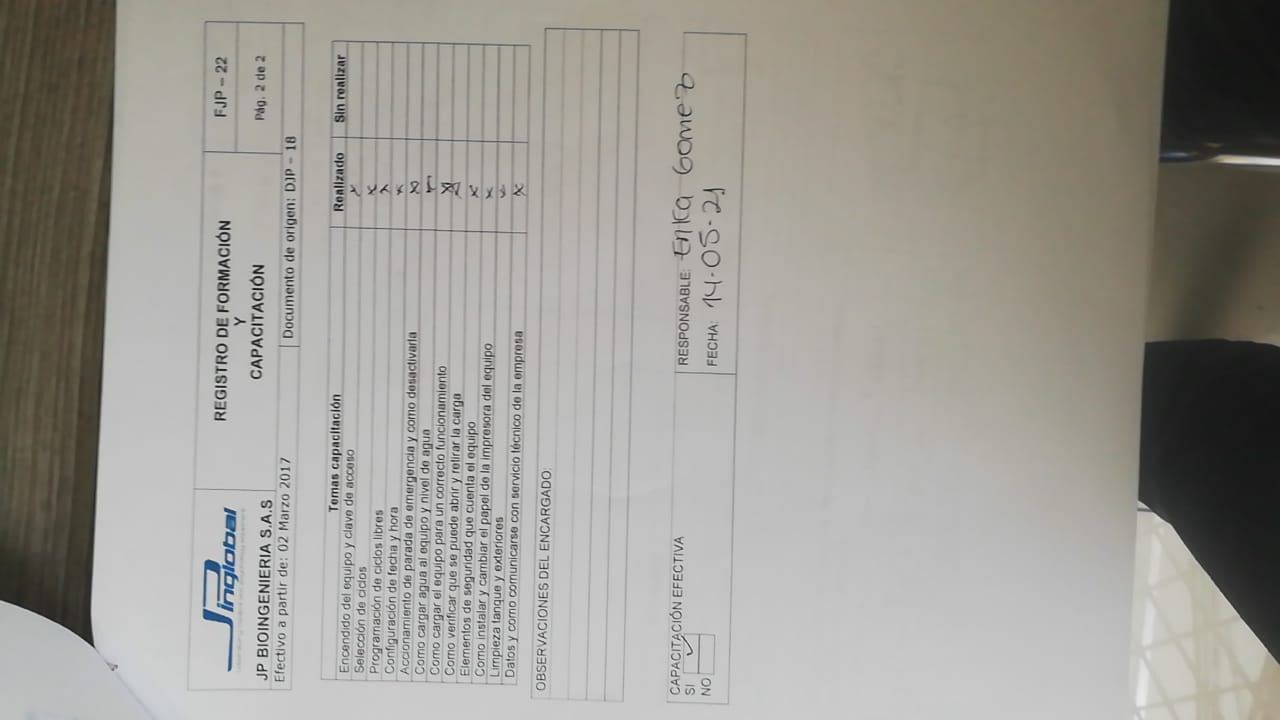 JPinglobal
REGISTRO DE FORMACIÓN
Y
CAPACITACIÓN
FJP – 22
JP BIOINGENIERIA S.A.S
Pág. 2 de 2
Efectivo a partir de: 02 Marzo 2017
Documento de origen: DJP – 18
Temas capacitación Realizado Sin realizar
Encendido del equipo y clave de acceso x
Selección de ciclos x
Programación de ciclos libres x
Configuración de fecha y hora x
Accionamiento de parada de emergencia y como desactivarla x
Como cargar agua al equipo y nivel de agua
Como cargar el equipo para un correcto funcionamiento x
Como verificar que se puede abrir y retirar la carga
Elementos de seguridad que cuenta el equipo x
Como instalar y cambiar el papel de la impresora del equipo x
Limpieza tanque y exteriores x
Datos y como comunicarse con servicio técnico de la empresa x
OBSERVACIONES DEL ENCARGADO:
CAPACITACIÓN EFECTIVA
SI ✓
NO
RESPONSABLE: Erika Gomez
FECHA: 14-05-21